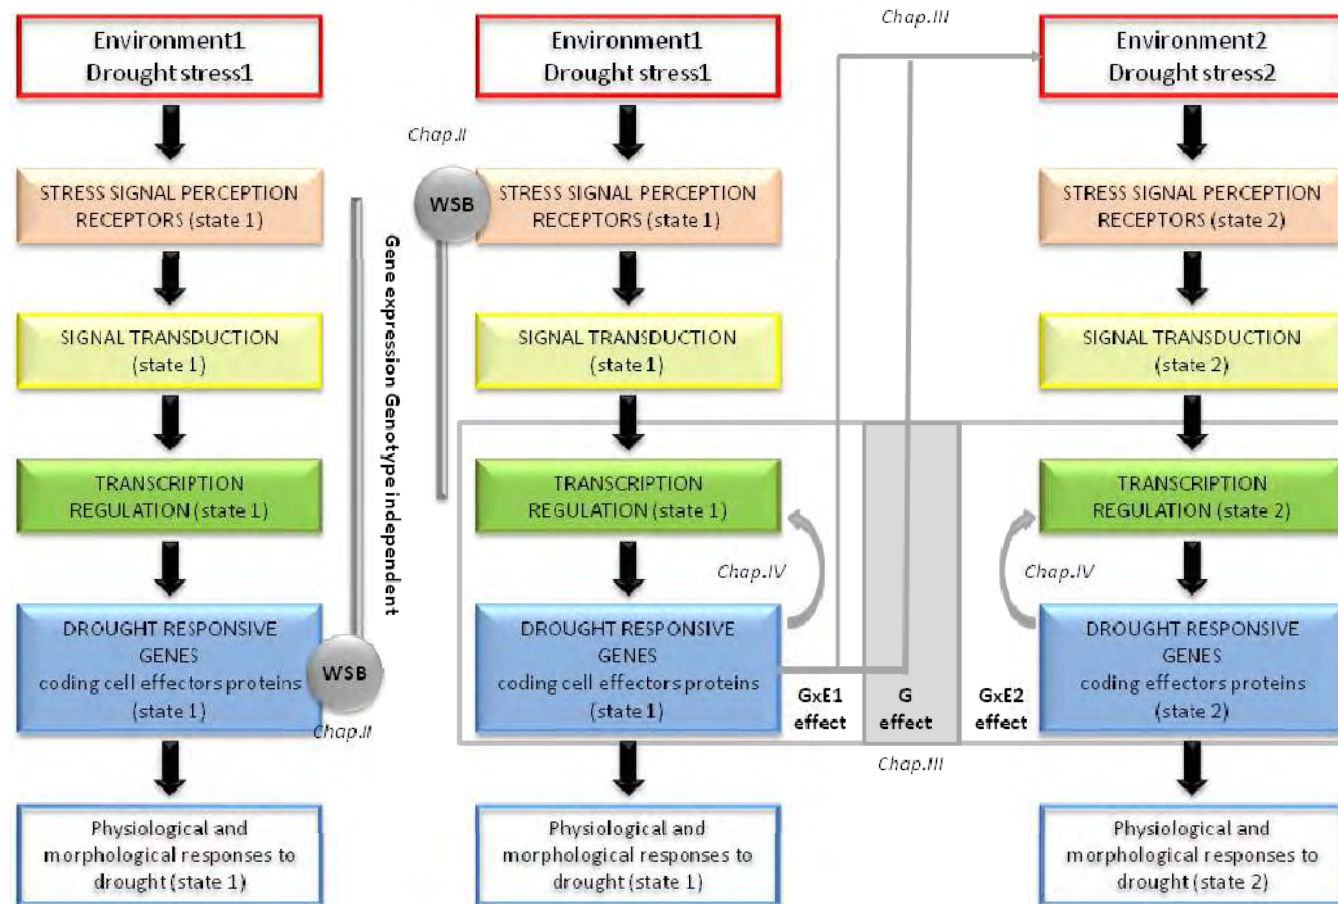 Environment1
Drought stress1
STRESS SIGNAL PERCEPTION
RECEPTORS (state 1)
SIGNAL TRANSDUCTION
(state 1)
TRANSCRIPTION
REGULATION (state 1)
DROUGHT RESPONSIVE
GENES
coding cell effectors proteins
(state 1)
WSB
Chap.II
Physiological and
morphological responses to
drought (state 1)
Gene expression Genotype independent
Environment1
Drought stress1
Chap.II
WSB
STRESS SIGNAL PERCEPTION
RECEPTORS (state 1)
SIGNAL TRANSDUCTION
(state 1)
TRANSCRIPTION
REGULATION (state 1)
Chap.IV
DROUGHT RESPONSIVE
GENES
coding cell effectors proteins
(state 1)
Physiological and
morphological responses to
drought (state 1)
Chap.III
GxE1
effect
G
effect
GxE2
effect
Chap.III
Environment2
Drought stress2
STRESS SIGNAL PERCEPTION
RECEPTORS (state 2)
SIGNAL TRANSDUCTION
(state 2)
TRANSCRIPTION
REGULATION (state 2)
Chap.IV
DROUGHT RESPONSIVE
GENES
coding effectors proteins
(state 2)
Physiological and
morphological responses to
drought (state 2)